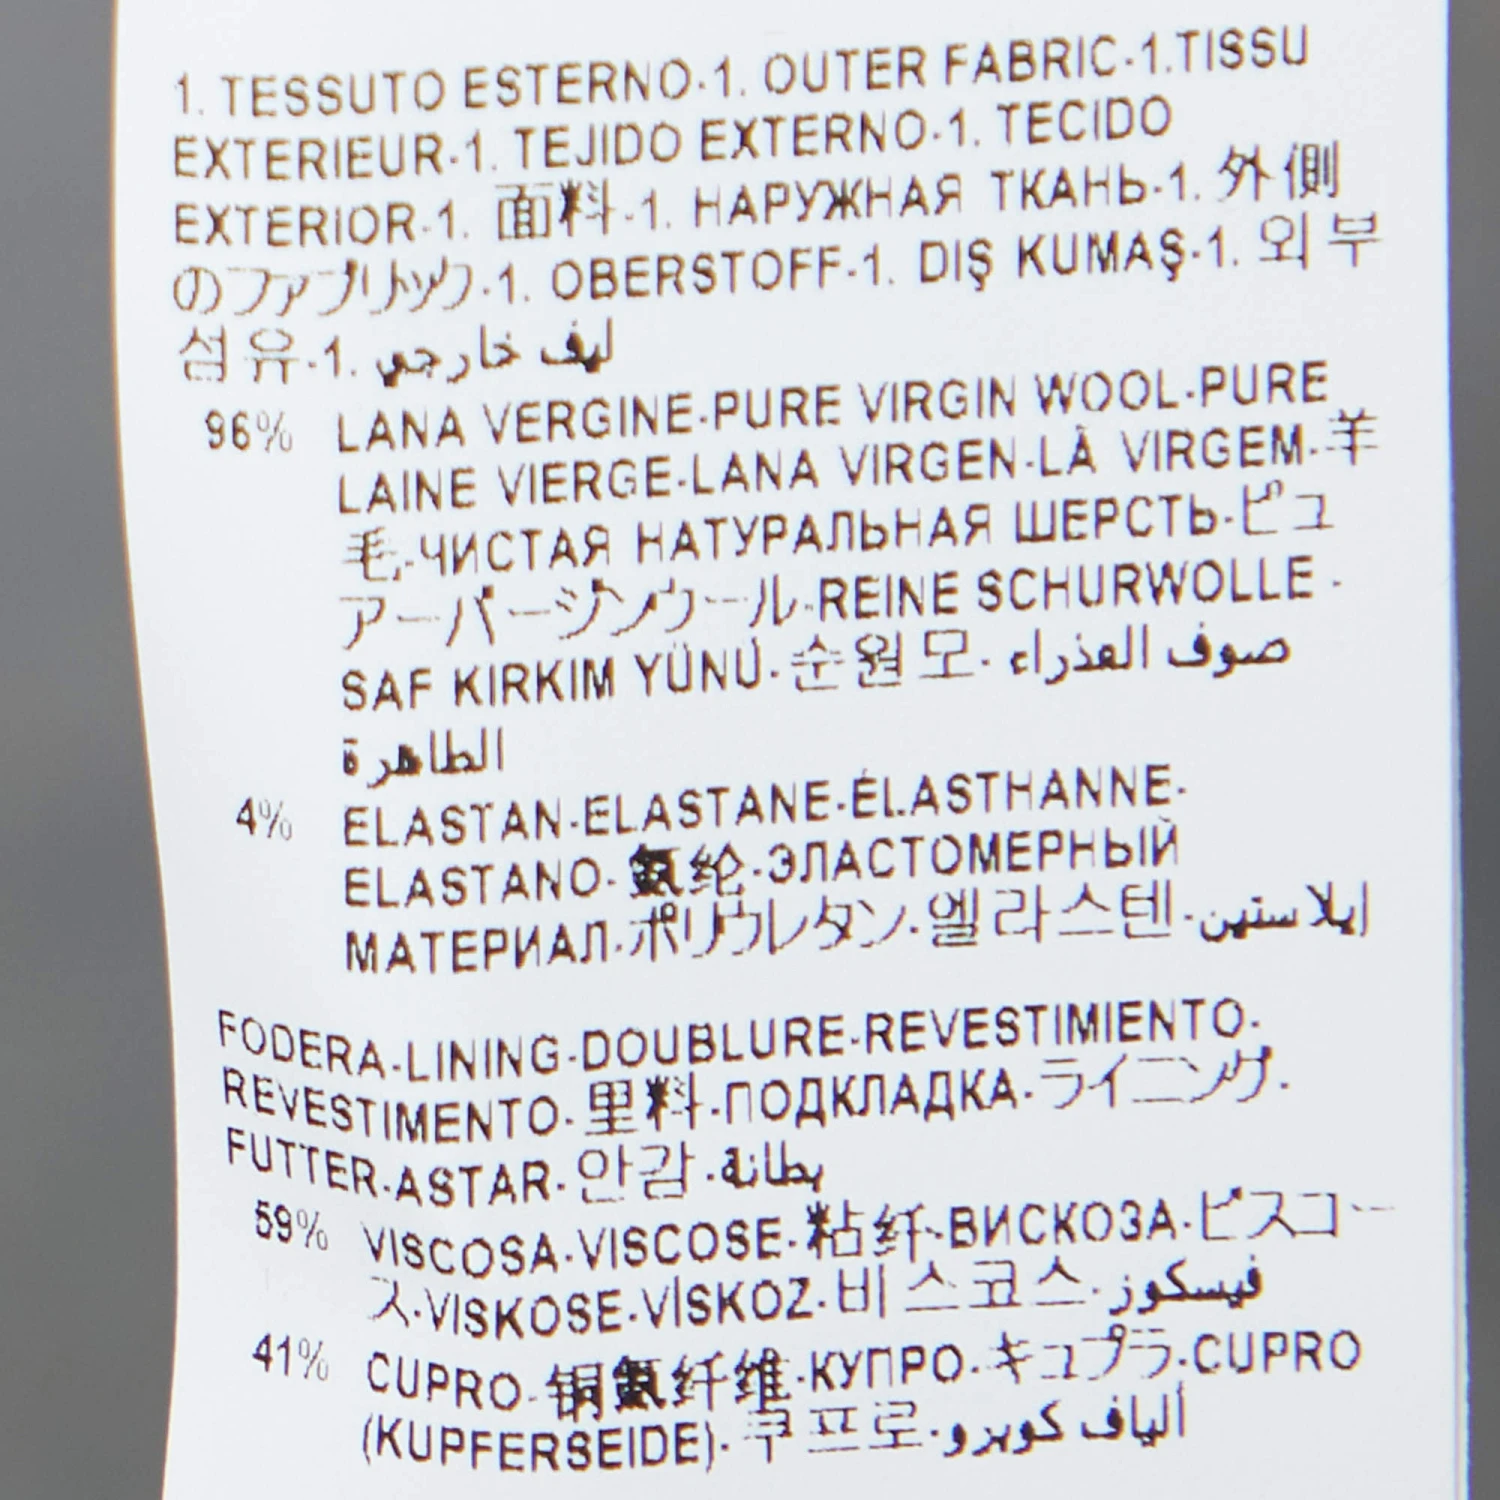 1. TESSUTO ESTERNO-1. OUTER FABRIC-1.TISSU
EXTERIEUR-1. TEJIDO EXTERNO-1. TECIDO
EXTERIOR-1. 面料-1. НАРУЖНАЯ ТКАНЬ-1. 外側
のファブリック-1. OBERSTOFF-1. DIŞ KUMAŞ-1. 외부
섬유-1. ليف خارجي
96% LANA VERGINE-PURE VIRGIN WOOL-PURE
LAINE VIERGE-LANA VIRGEN-LÃ VIRGEM-羊
毛-ЧИСТАЯ НАТУРАЛЬНАЯ ШЕРСТЬ-ピュ
アーバージンウール-REINE SCHURWOLLE-
SAF KIRKIM YÜNÜ-순원모- صوف العذراء
الطاهرة
4% ELASTAN-ELASTANE-ÉLASTHANNE-
ELASTANO-氨纶-ЭЛАСТОМЕРНЫЙ
МАТЕРИАЛ-ポリウレタン-엘라스텐-إيلاستين
FODERA-LINING-DOUBLURE-REVESTIMIENTO-
REVESTIMENTO-里料-ПОДКЛАДКА-ライニング-
FUTTER-ASTAR-안감-بطانة
59% VISCOSA-VISCOSE-粘纤-ВИСКОЗА-ビスコー
ス-VISKOSE-VİSKOZ-비스코스-فيسكوز
41% CUPRO-铜氨纤维-КУПРО-キュプラ-CUPRO
(KUPFERSEIDE)-쿠프로-ألياف كوبرو